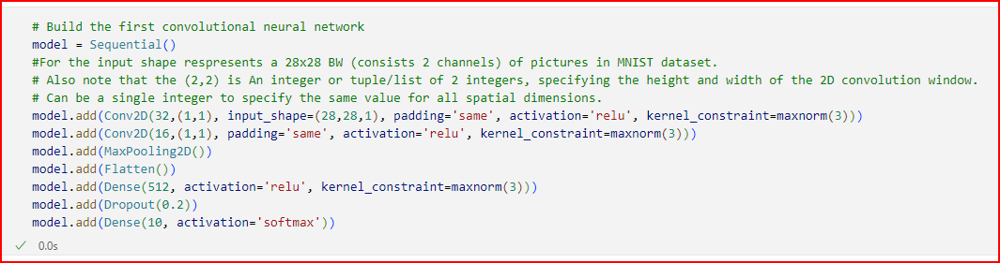 # Build the first convolutional neural network
model = Sequential()
#For the input shape respresents a 28x28 BW (consists 2 channels) of pictures in MNIST dataset.
# Also note that the (2,2) is An integer or tuple/list of 2 integers, specifying the height and width of the 2D convolution window.
# Can be a single integer to specify the same value for all spatial dimensions.
model.add(Conv2D(32,(1,1), input_shape=(28,28,1), padding='same', activation='relu', kernel_constraint=maxnorm(3)))
model.add(Conv2D(16,(1,1), padding='same', activation='relu', kernel_constraint=maxnorm(3)))
model.add(MaxPooling2D())
model.add(Flatten())
model.add(Dense(512, activation='relu', kernel_constraint=maxnorm(3)))
model.add(Dropout(0.2))
model.add(Dense(10, activation='softmax'))
0.0s